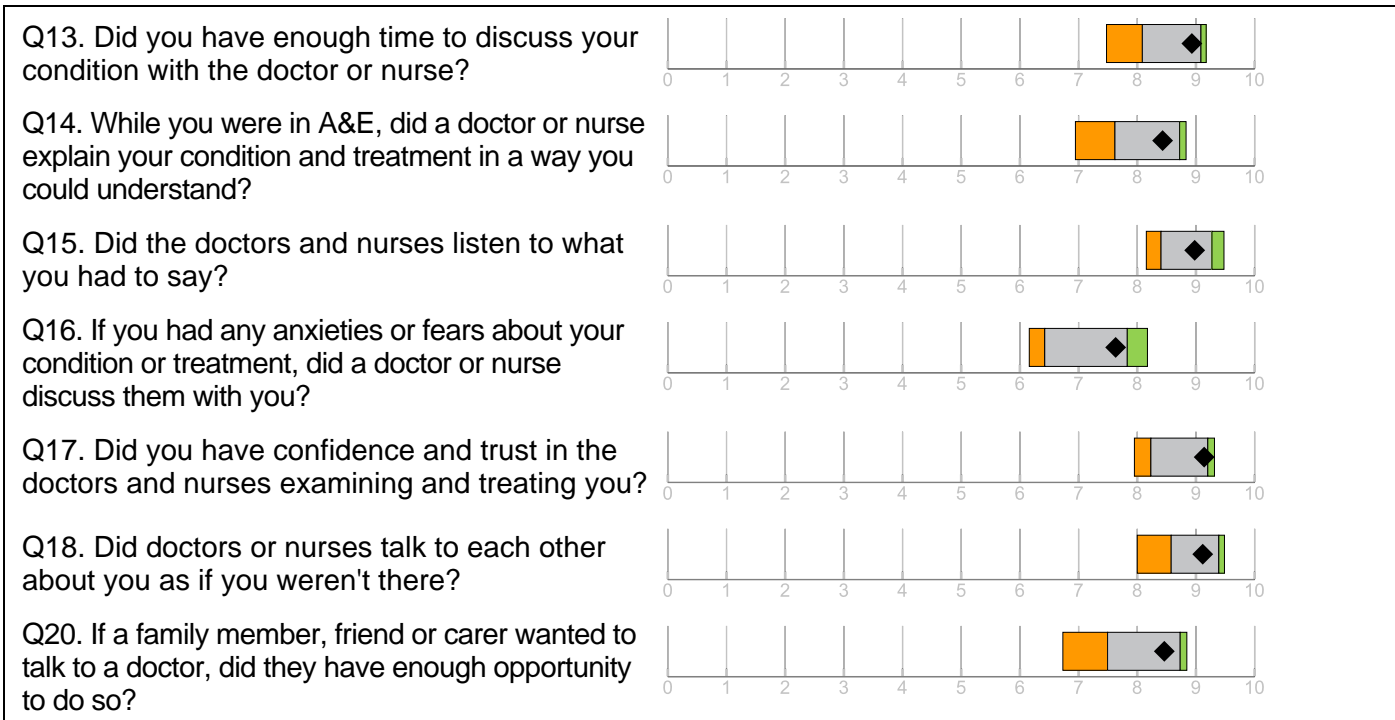 Q13. Did you have enough time to discuss your
condition with the doctor or nurse?
0 1 2 3 4 5 6 7 8 9 10
Q14. While you were in A&E, did a doctor or nurse
explain your condition and treatment in a way you
could understand?
0 1 2 3 4 5 6 7 8 9 10
Q15. Did the doctors and nurses listen to what
you had to say?
0 1 2 3 4 5 6 7 8 9 10
Q16. If you had any anxieties or fears about your
condition or treatment, did a doctor or nurse
discuss them with you?
0 1 2 3 4 5 6 7 8 9 10
Q17. Did you have confidence and trust in the
doctors and nurses examining and treating you?
0 1 2 3 4 5 6 7 8 9 10
Q18. Did doctors or nurses talk to each other
about you as if you weren't there?
0 1 2 3 4 5 6 7 8 9 10
Q20. If a family member, friend or carer wanted to
talk to a doctor, did they have enough opportunity
to do so?
0 1 2 3 4 5 6 7 8 9 10